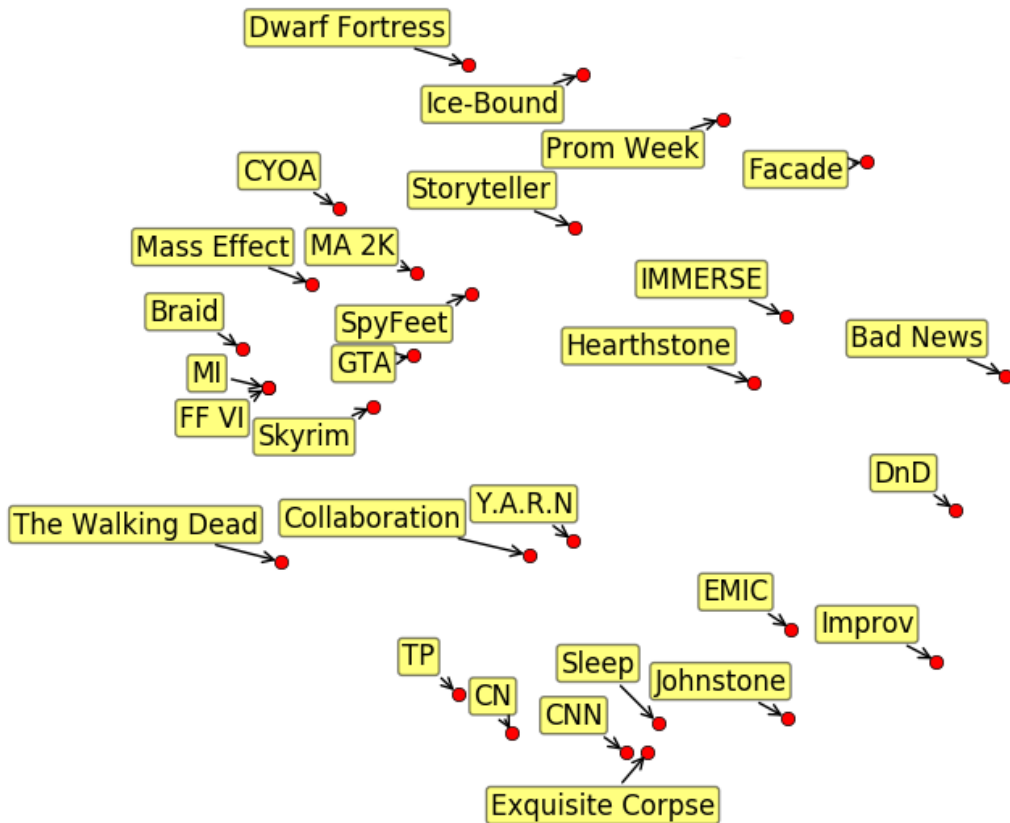 Dwarf Fortress
Ice-Bound
Prom Week
Facade
CYOA
Storyteller
Mass Effect
MA 2K
IMMERSE
Braid
SpyFeet
Hearthstone
Bad News
GTA
MI
FF VI
Skyrim
DnD
Y.A.R.N
The Walking Dead
Collaboration
EMIC
Improv
TP
Sleep
Johnstone
CN
CNN
Exquisite Corpse